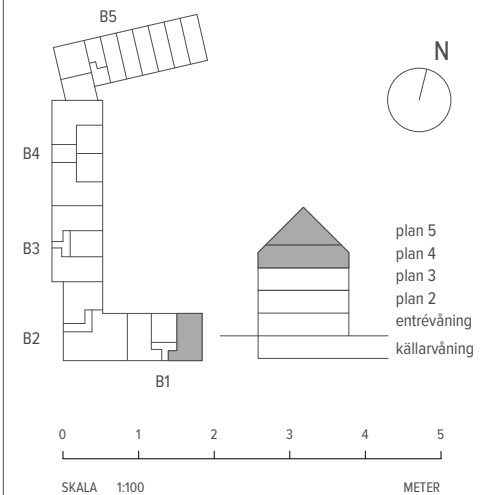 B5
N
B4
B3
B2
B1
plan 5
plan 4
plan 3
plan 2
entrévåning
källarvåning
0 1 2 3 4 5
SKALA 1:100 METER